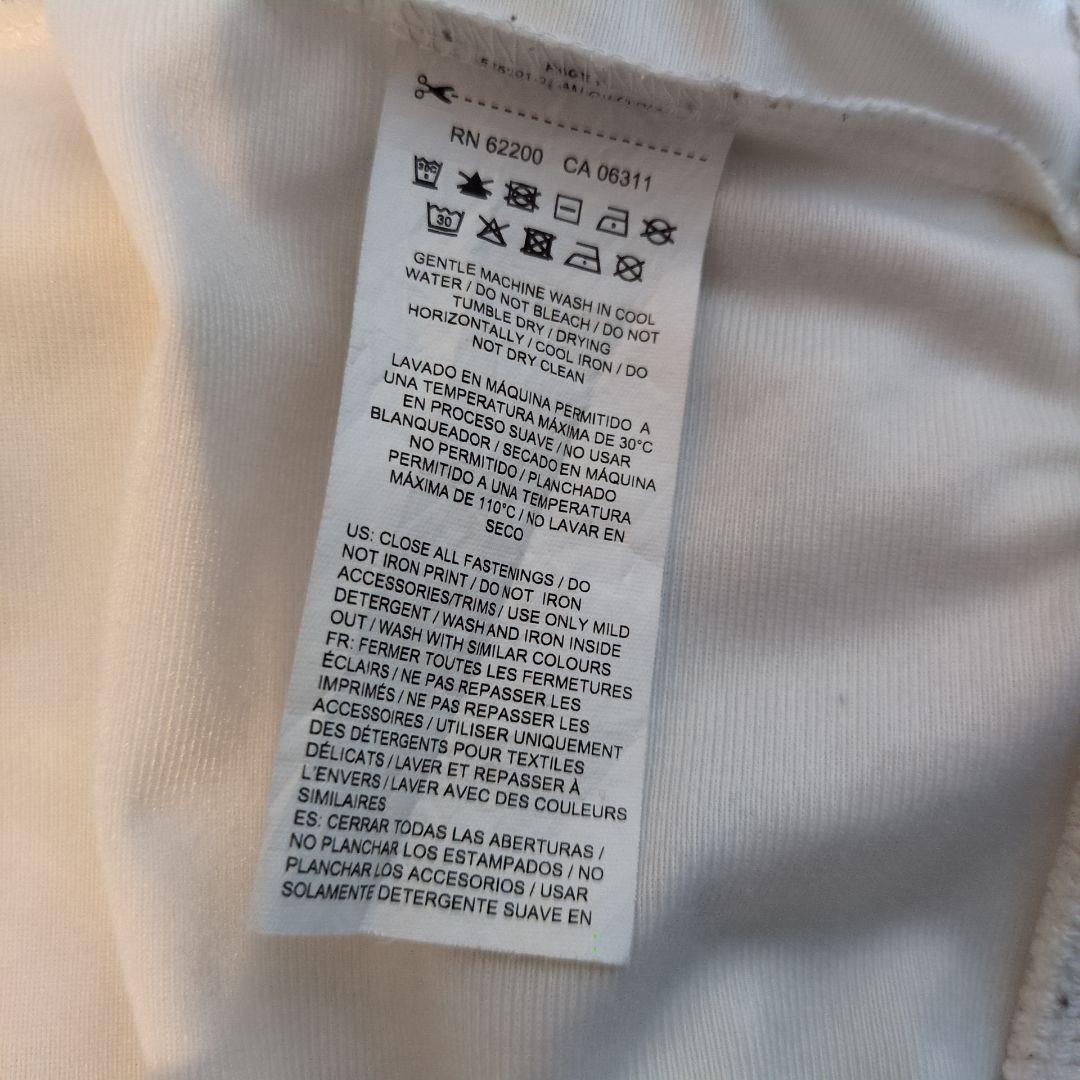 RN 62200 CA 06311
30
GENTLE MACHINE WASH IN COOL
WATER / DO NOT BLEACH / DO NOT
TUMBLE DRY / DRYING
HORIZONTALLY / COOL IRON / DO
NOT DRY CLEAN
LAVADO EN MÁQUINA PERMITIDO A
UNA TEMPERATURA MÁXIMA DE 30°C
EN PROCESO SUAVE / NO USAR
BLANQUEADOR / SECADO EN MÁQUINA
NO PERMITIDO / PLANCHADO
PERMITIDO A UNA TEMPERATURA
MÁXIMA DE 110°C / NO LAVAR EN
SECO
US: CLOSE ALL FASTENINGS / DO
NOT IRON PRINT / DO NOT IRON
ACCESSORIES/TRIMS / USE ONLY MILD
DETERGENT / WASH AND IRON INSIDE
OUT / WASH WITH SIMILAR COLOURS
FR: FERMER TOUTES LES FERMETURES
ÉCLAIRS / NE PAS REPASSER LES
IMPRIMÉS / NE PAS REPASSER LES
ACCESSOIRES / UTILISER UNIQUEMENT
DES DÉTERGENTS POUR TEXTILES
DÉLICATS / LAVER ET REPASSER À
L'ENVERS / LAVER AVEC DES COULEURS
SIMILAIRES
ES: CERRAR TODAS LAS ABERTURAS /
NO PLANCHAR LOS ESTAMPADOS / NO
PLANCHAR LOS ACCESORIOS / USAR
SOLAMENTE DETERGENTE SUAVE EN